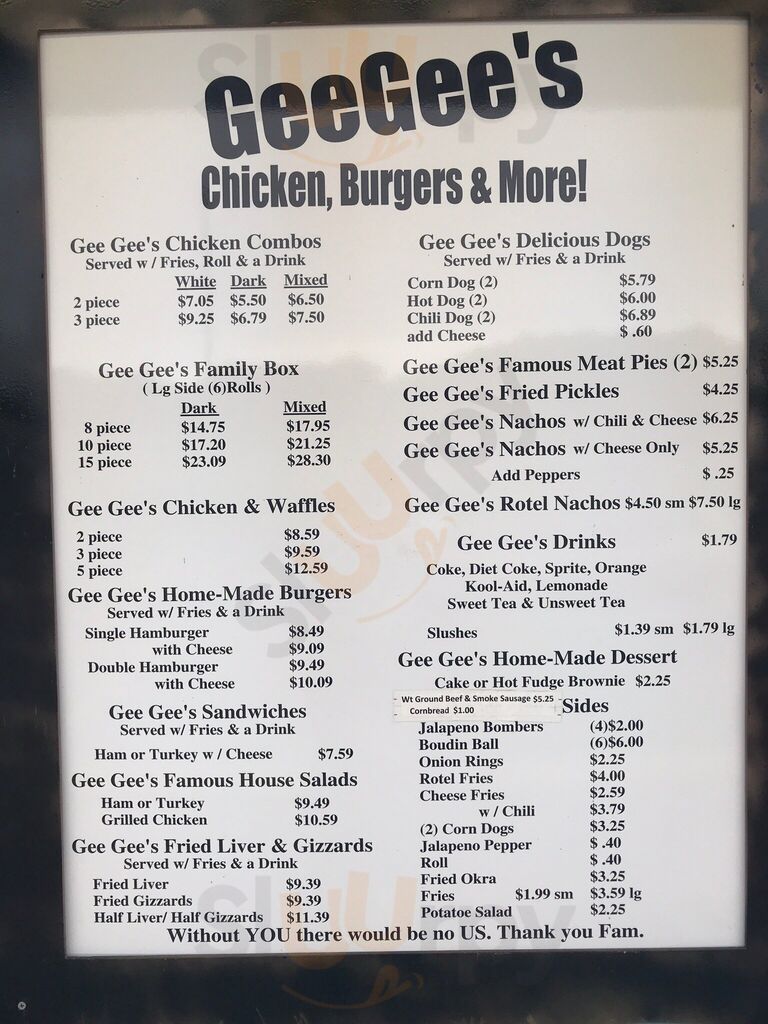 GeeGee's
Chicken, Burgers & More!
Gee Gee's Chicken Combos
Served w / Fries, Roll & a Drink
White Dark Mixed
2 piece $7.05 $5.50 $6.50
3 piece $9.25 $6.79 $7.50
Gee Gee's Family Box
( Lg Side (6)Rolls )
Dark Mixed
8 piece $14.75 $17.95
10 piece $17.20 $21.25
15 piece $23.09 $28.30
Gee Gee's Chicken & Waffles
2 piece $8.59
3 piece $9.59
5 piece $12.59
Gee Gee's Home-Made Burgers
Served w/ Fries & a Drink
Single Hamburger $8.49
with Cheese $9.09
Double Hamburger $9.49
with Cheese $10.09
Gee Gee's Sandwiches
Served w/ Fries & a Drink
Ham or Turkey w / Cheese $7.59
Gee Gee's Famous House Salads
Ham or Turkey $9.49
Grilled Chicken $10.59
Gee Gee's Fried Liver & Gizzards
Served w/ Fries & a Drink
Fried Liver $9.39
Fried Gizzards $9.39
Half Liver/ Half Gizzards $11.39
Gee Gee's Delicious Dogs
Served w/ Fries & a Drink
Corn Dog (2) $5.79
Hot Dog (2) $6.00
Chili Dog (2) $6.89
add Cheese $ .60
Gee Gee's Famous Meat Pies (2) $5.25
Gee Gee's Fried Pickles $4.25
Gee Gee's Nachos w/ Chili & Cheese $6.25
Gee Gee's Nachos w/ Cheese Only $5.25
Add Peppers $ .25
Gee Gee's Rotel Nachos $4.50 sm $7.50 lg
Gee Gee's Drinks $1.79
Coke, Diet Coke, Sprite, Orange
Kool-Aid, Lemonade
Sweet Tea & Unsweet Tea
Slushes $1.39 sm $1.79 lg
Gee Gee's Home-Made Dessert
Cake or Hot Fudge Brownie $2.25
Wt Ground Beef & Smoke Sausage $5.25
Cornbread $1.00
Sides
Jalapeno Bombers (4)$2.00
Boudin Ball (6)$6.00
Onion Rings $2.25
Rotel Fries $4.00
Cheese Fries $2.59
w / Chili $3.79
(2) Corn Dogs $3.25
Jalapeno Pepper $ .40
Roll $ .40
Fried Okra $3.25
Fries $1.99 sm $3.59 lg
Potatoe Salad $2.25
Without YOU there would be no US. Thank you Fam.
sluurpy
sluurpy
sluurpy